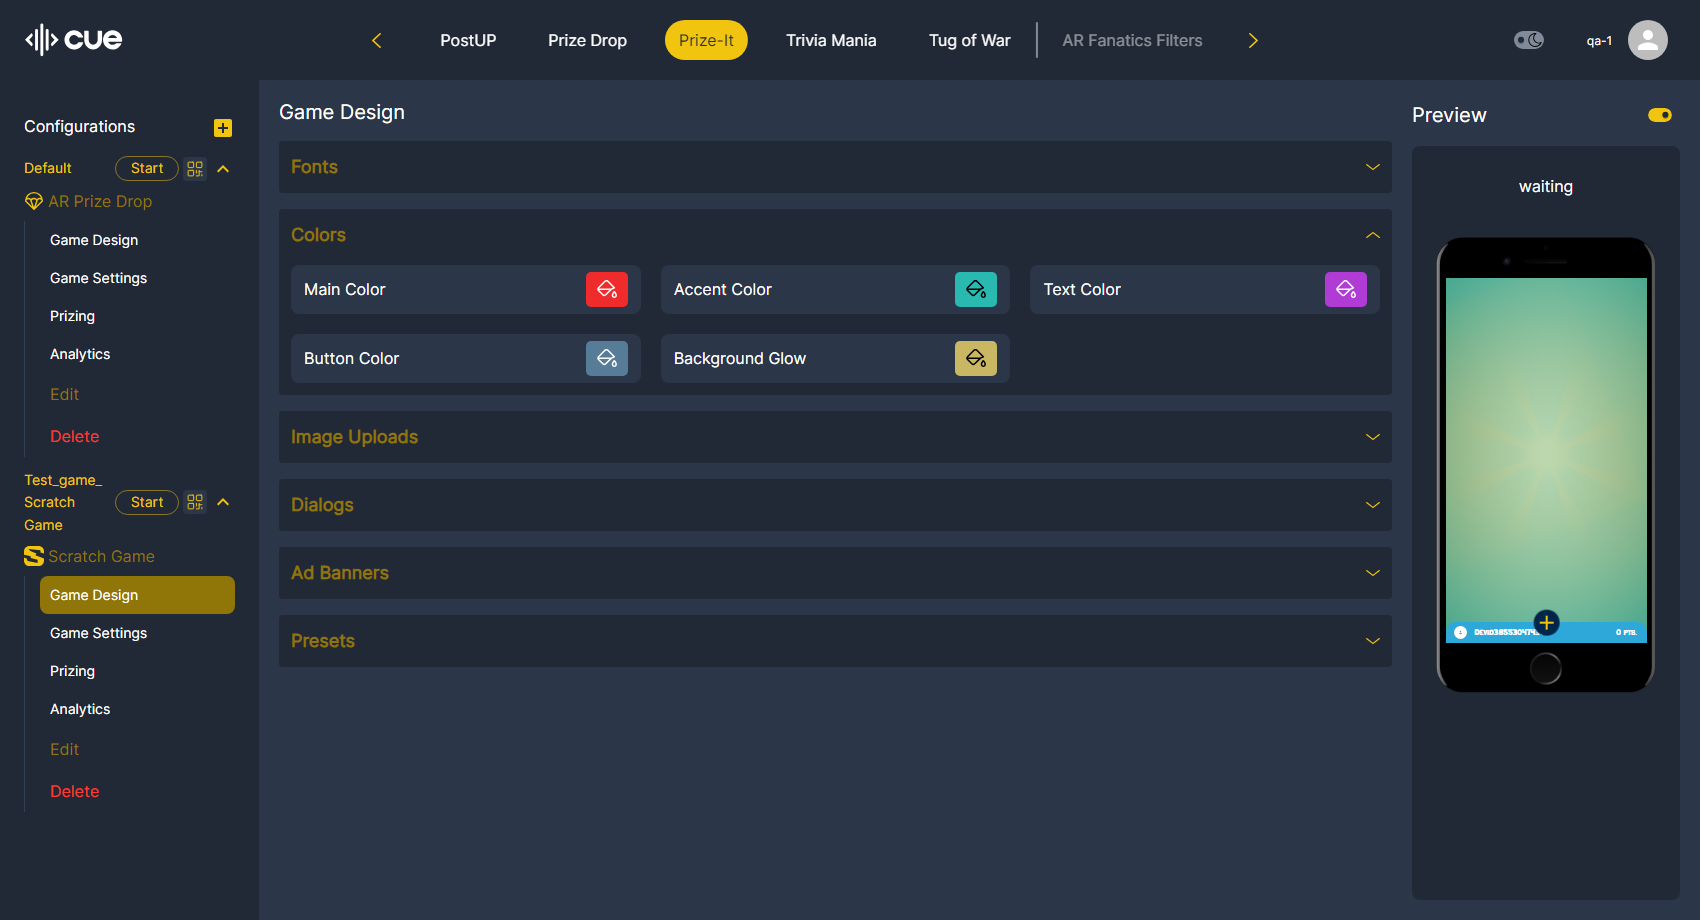 cue
PostUP
Prize Drop
Prize-It
Trivia Mania
Tug of War
AR Fanatics Filters
qa-1
Configurations
Default
Start
AR Prize Drop
Game Design
Game Settings
Prizing
Analytics
Edit
Delete
Test_game_
Scratch
Game
Start
Scratch Game
Game Design
Game Settings
Prizing
Analytics
Edit
Delete
Game Design
Fonts
Colors
Main Color
Accent Color
Text Color
Button Color
Background Glow
Image Uploads
Dialogs
Ad Banners
Presets
Preview
waiting
0 PTS.